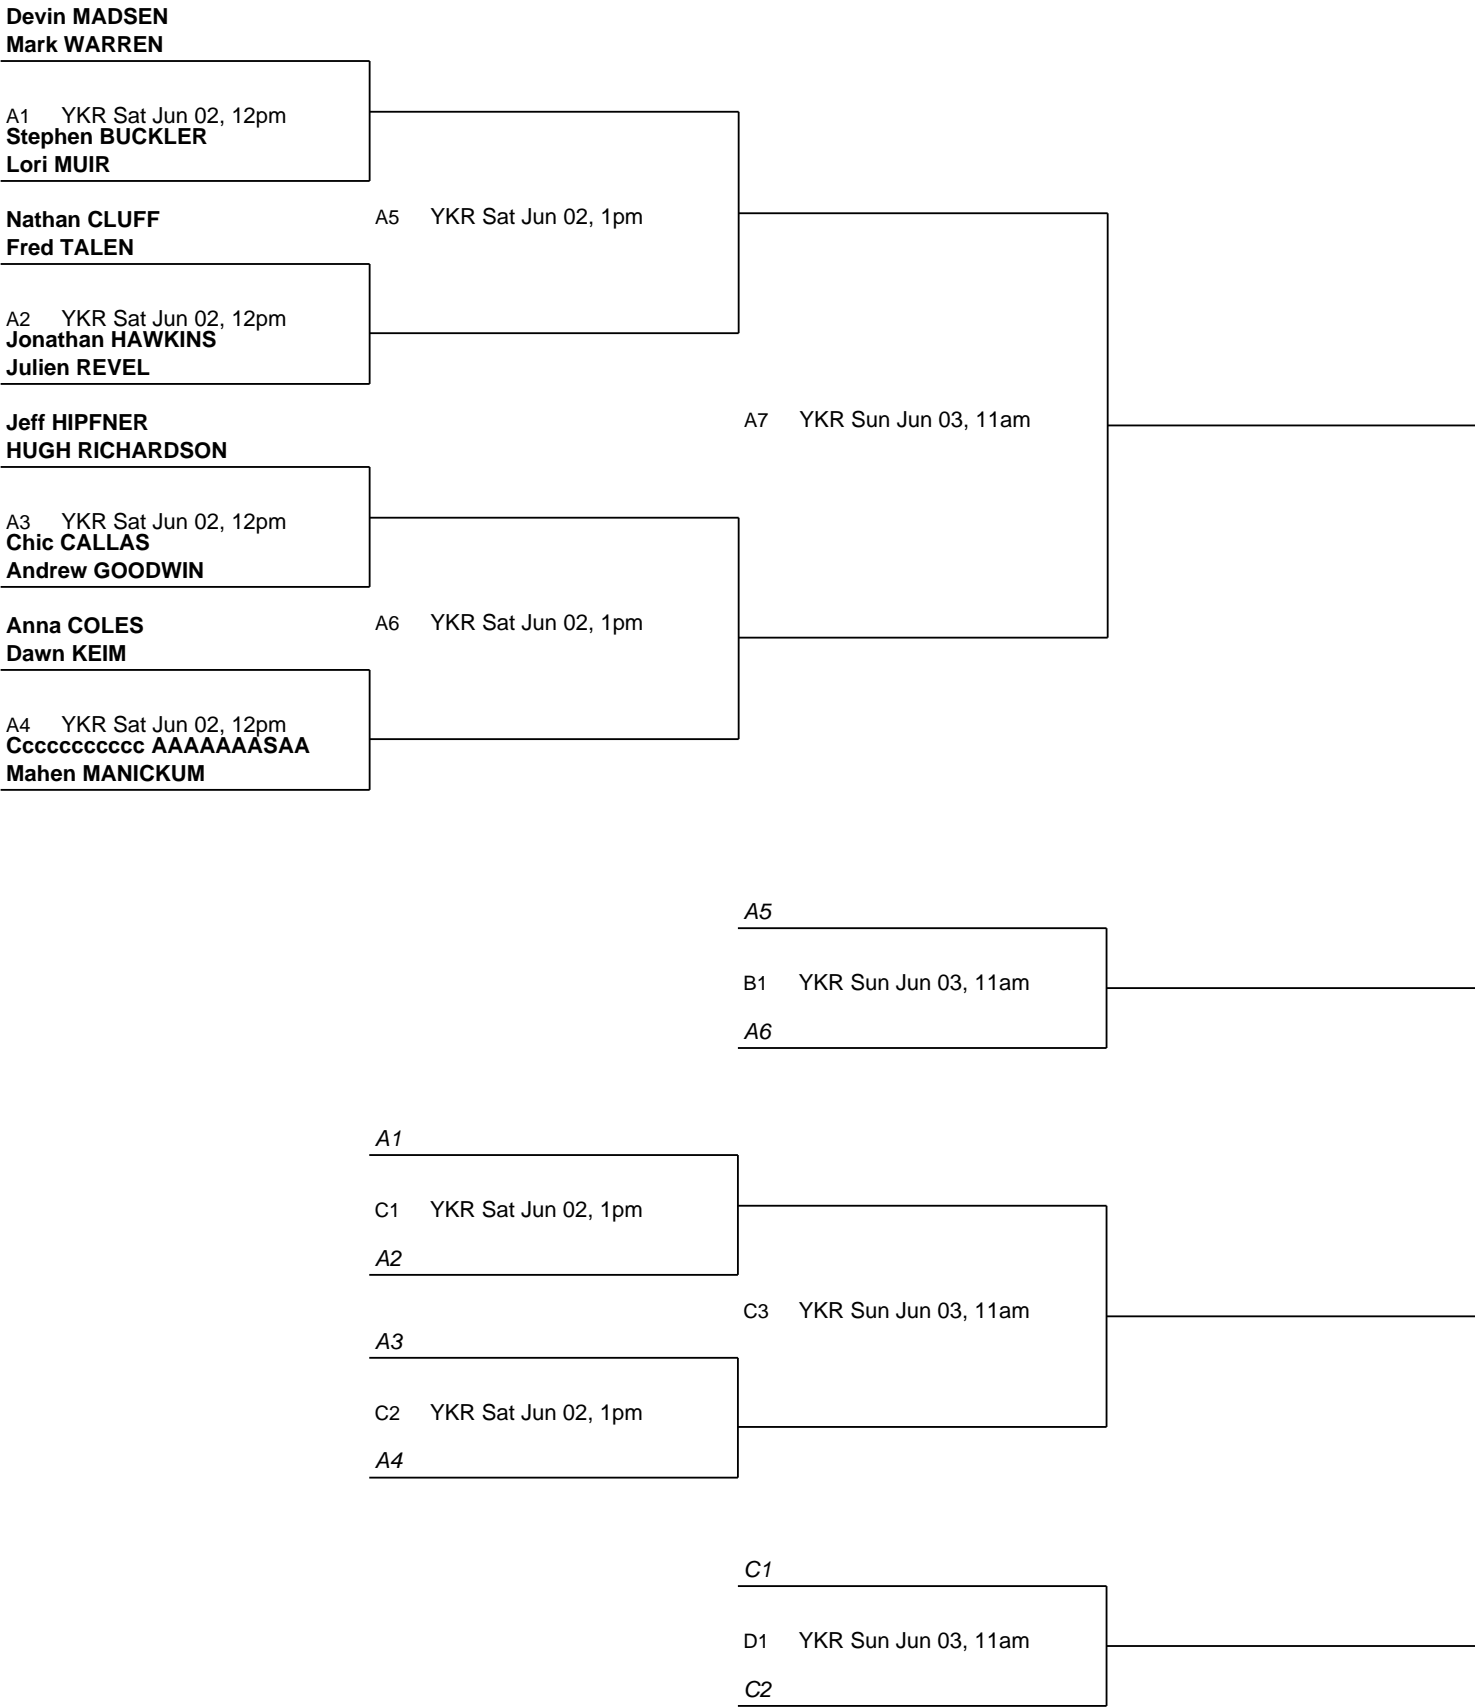 Devin MADSEN
Mark WARREN
A1 YKR Sat Jun 02, 12pm
Stephen BUCKLER
Lori MUIR
Nathan CLUFF
A5 YKR Sat Jun 02, 1pm
Fred TALEN
A2 YKR Sat Jun 02, 12pm
Jonathan HAWKINS
Julien REVEL
Jeff HIPFNER
A7 YKR Sun Jun 03, 11am
HUGH RICHARDSON
A3 YKR Sat Jun 02, 12pm
Chic CALLAS
Andrew GOODWIN
Anna COLES
A6 YKR Sat Jun 02, 1pm
Dawn KEIM
A4 YKR Sat Jun 02, 12pm
Cccccccccccc AAAAAAASAA
Mahen MANICKUM
A5
B1 YKR Sun Jun 03, 11am
A6
A1
C1 YKR Sat Jun 02, 1pm
A2
C3 YKR Sun Jun 03, 11am
A3
C2 YKR Sat Jun 02, 1pm
A4
C1
D1 YKR Sun Jun 03, 11am
C2